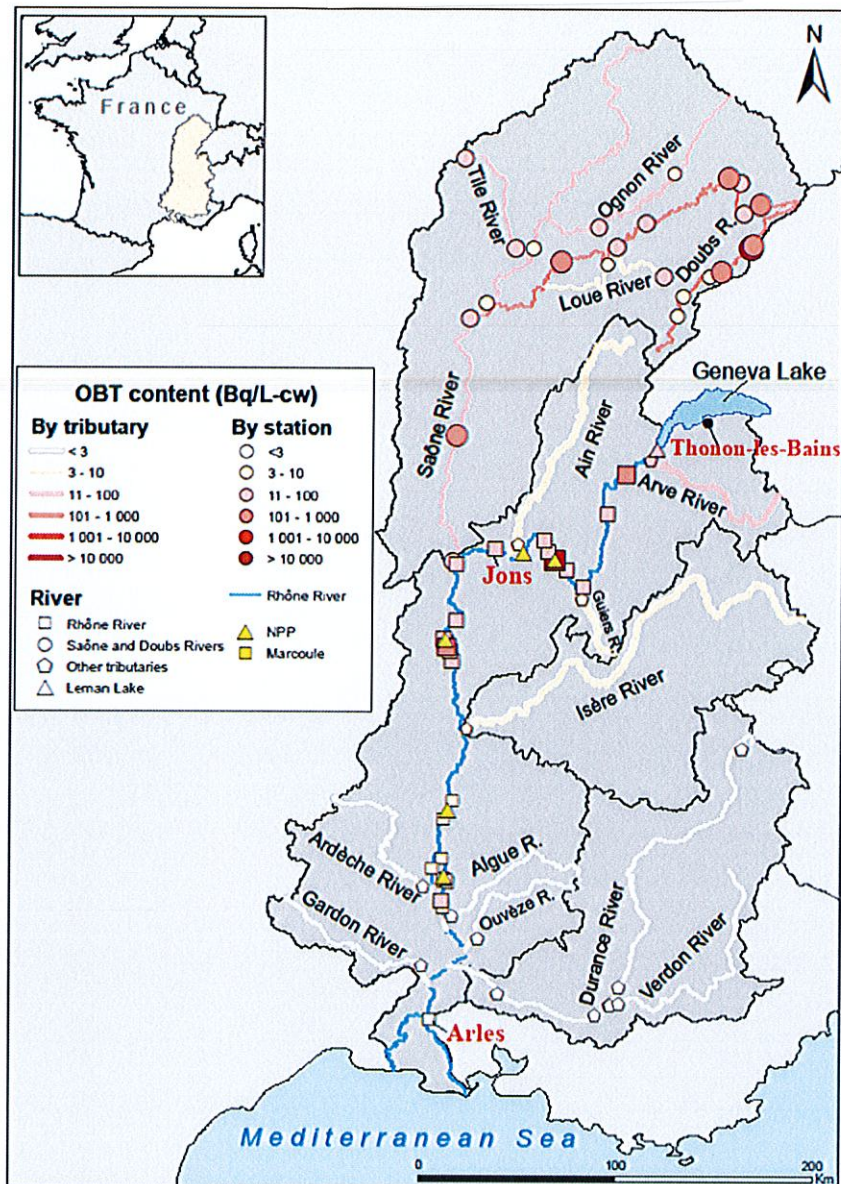 France
N
Tile River
Ognon River
Doubs R.
Loue River
Saône River
Ain River
Geneva Lake
Thonon-les-Bains
Arve River
Jons
Guiers R.
Isère River
OBT content (Bq/L-cw)
By tributary
< 3
3 - 10
11 - 100
101 - 1 000
1 001 - 10 000
> 10 000
By station
<3
3 - 10
11 - 100
101 - 1 000
1 001 - 10 000
> 10 000
River
Rhône River
Saône and Doubs Rivers
Other tributaries
Leman Lake
Rhône River
NPP
Marcoule
Ardèche River
Algue R.
Gardon River
Ouvèze R.
Durance River
Verdon River
Arles
Mediterranean Sea
0 100 200
Km